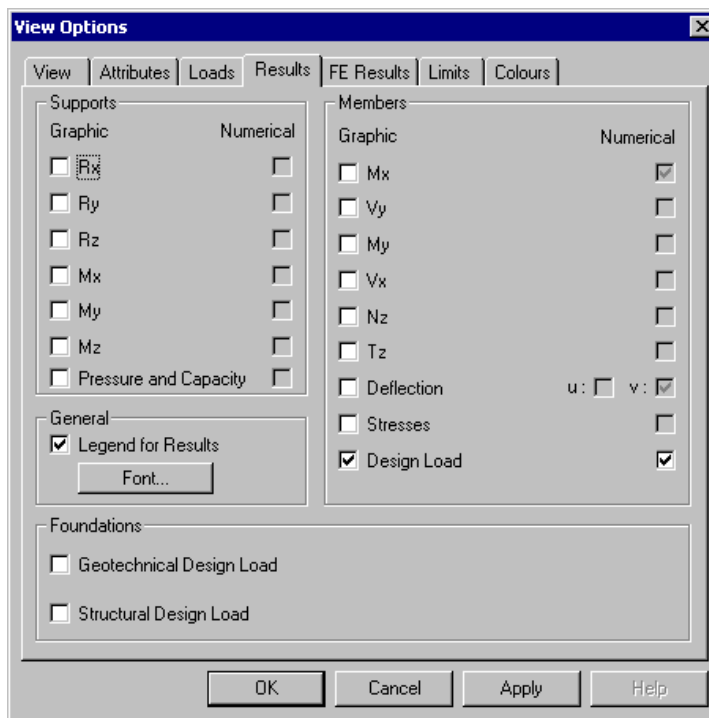 View Options
View Attributes Loads Results FE Results Limits Colours
Supports
Graphic Numerical
Rx
Ry
Rz
Mx
My
Mz
Pressure and Capacity
General
Legend for Results
Font...
Members
Graphic Numerical
Mx
Vy
My
Vx
Nz
Tz
Deflection u: v:
Stresses
Design Load
Foundations
Geotechnical Design Load
Structural Design Load
OK Cancel Apply Help